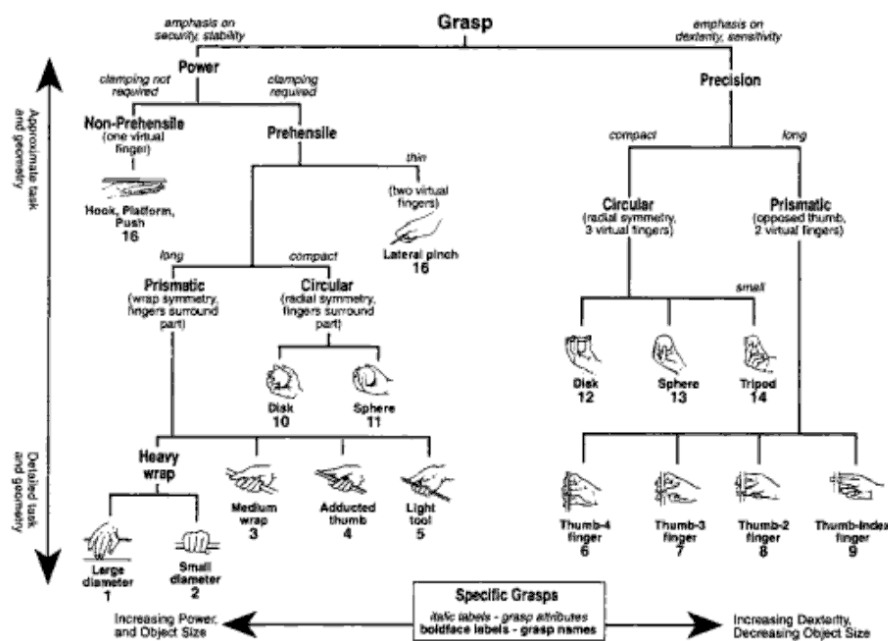 Grasp
emphasis on
security, stability
emphasis on
dexterity, sensitivity
Power
Precision
clamping not
required
clamping
required
Non-Prehensile
(one virtual
finger)
Prehensile
Hook, Platform,
Push
16
thin
(two virtual
fingers)
Lateral pinch
16
compact
long
Circular
(radial symmetry,
3 virtual fingers)
Prismatic
(opposed thumb,
2 virtual fingers)
long
compact
Prismatic
(wrap symmetry,
fingers surround
part)
Circular
(radial symmetry,
fingers surround
part)
small
Disk
10
Sphere
11
Disk
12
Sphere
13
Tripod
14
Heavy
wrap
Medium
wrap
3
Adducted
thumb
4
Light
tool
5
Thumb-4
finger
6
Thumb-3
finger
7
Thumb-2
finger
8
Thumb-Index
finger
9
Large
diameter
1
Small
diameter
2
Approximate task
and geometry
Detailed task
and geometry
Specific Grasps
italic labels - grasp attributes
boldface labels - grasp names
Increasing Power,
and Object Size
Increasing Dexterity,
Decreasing Object Size